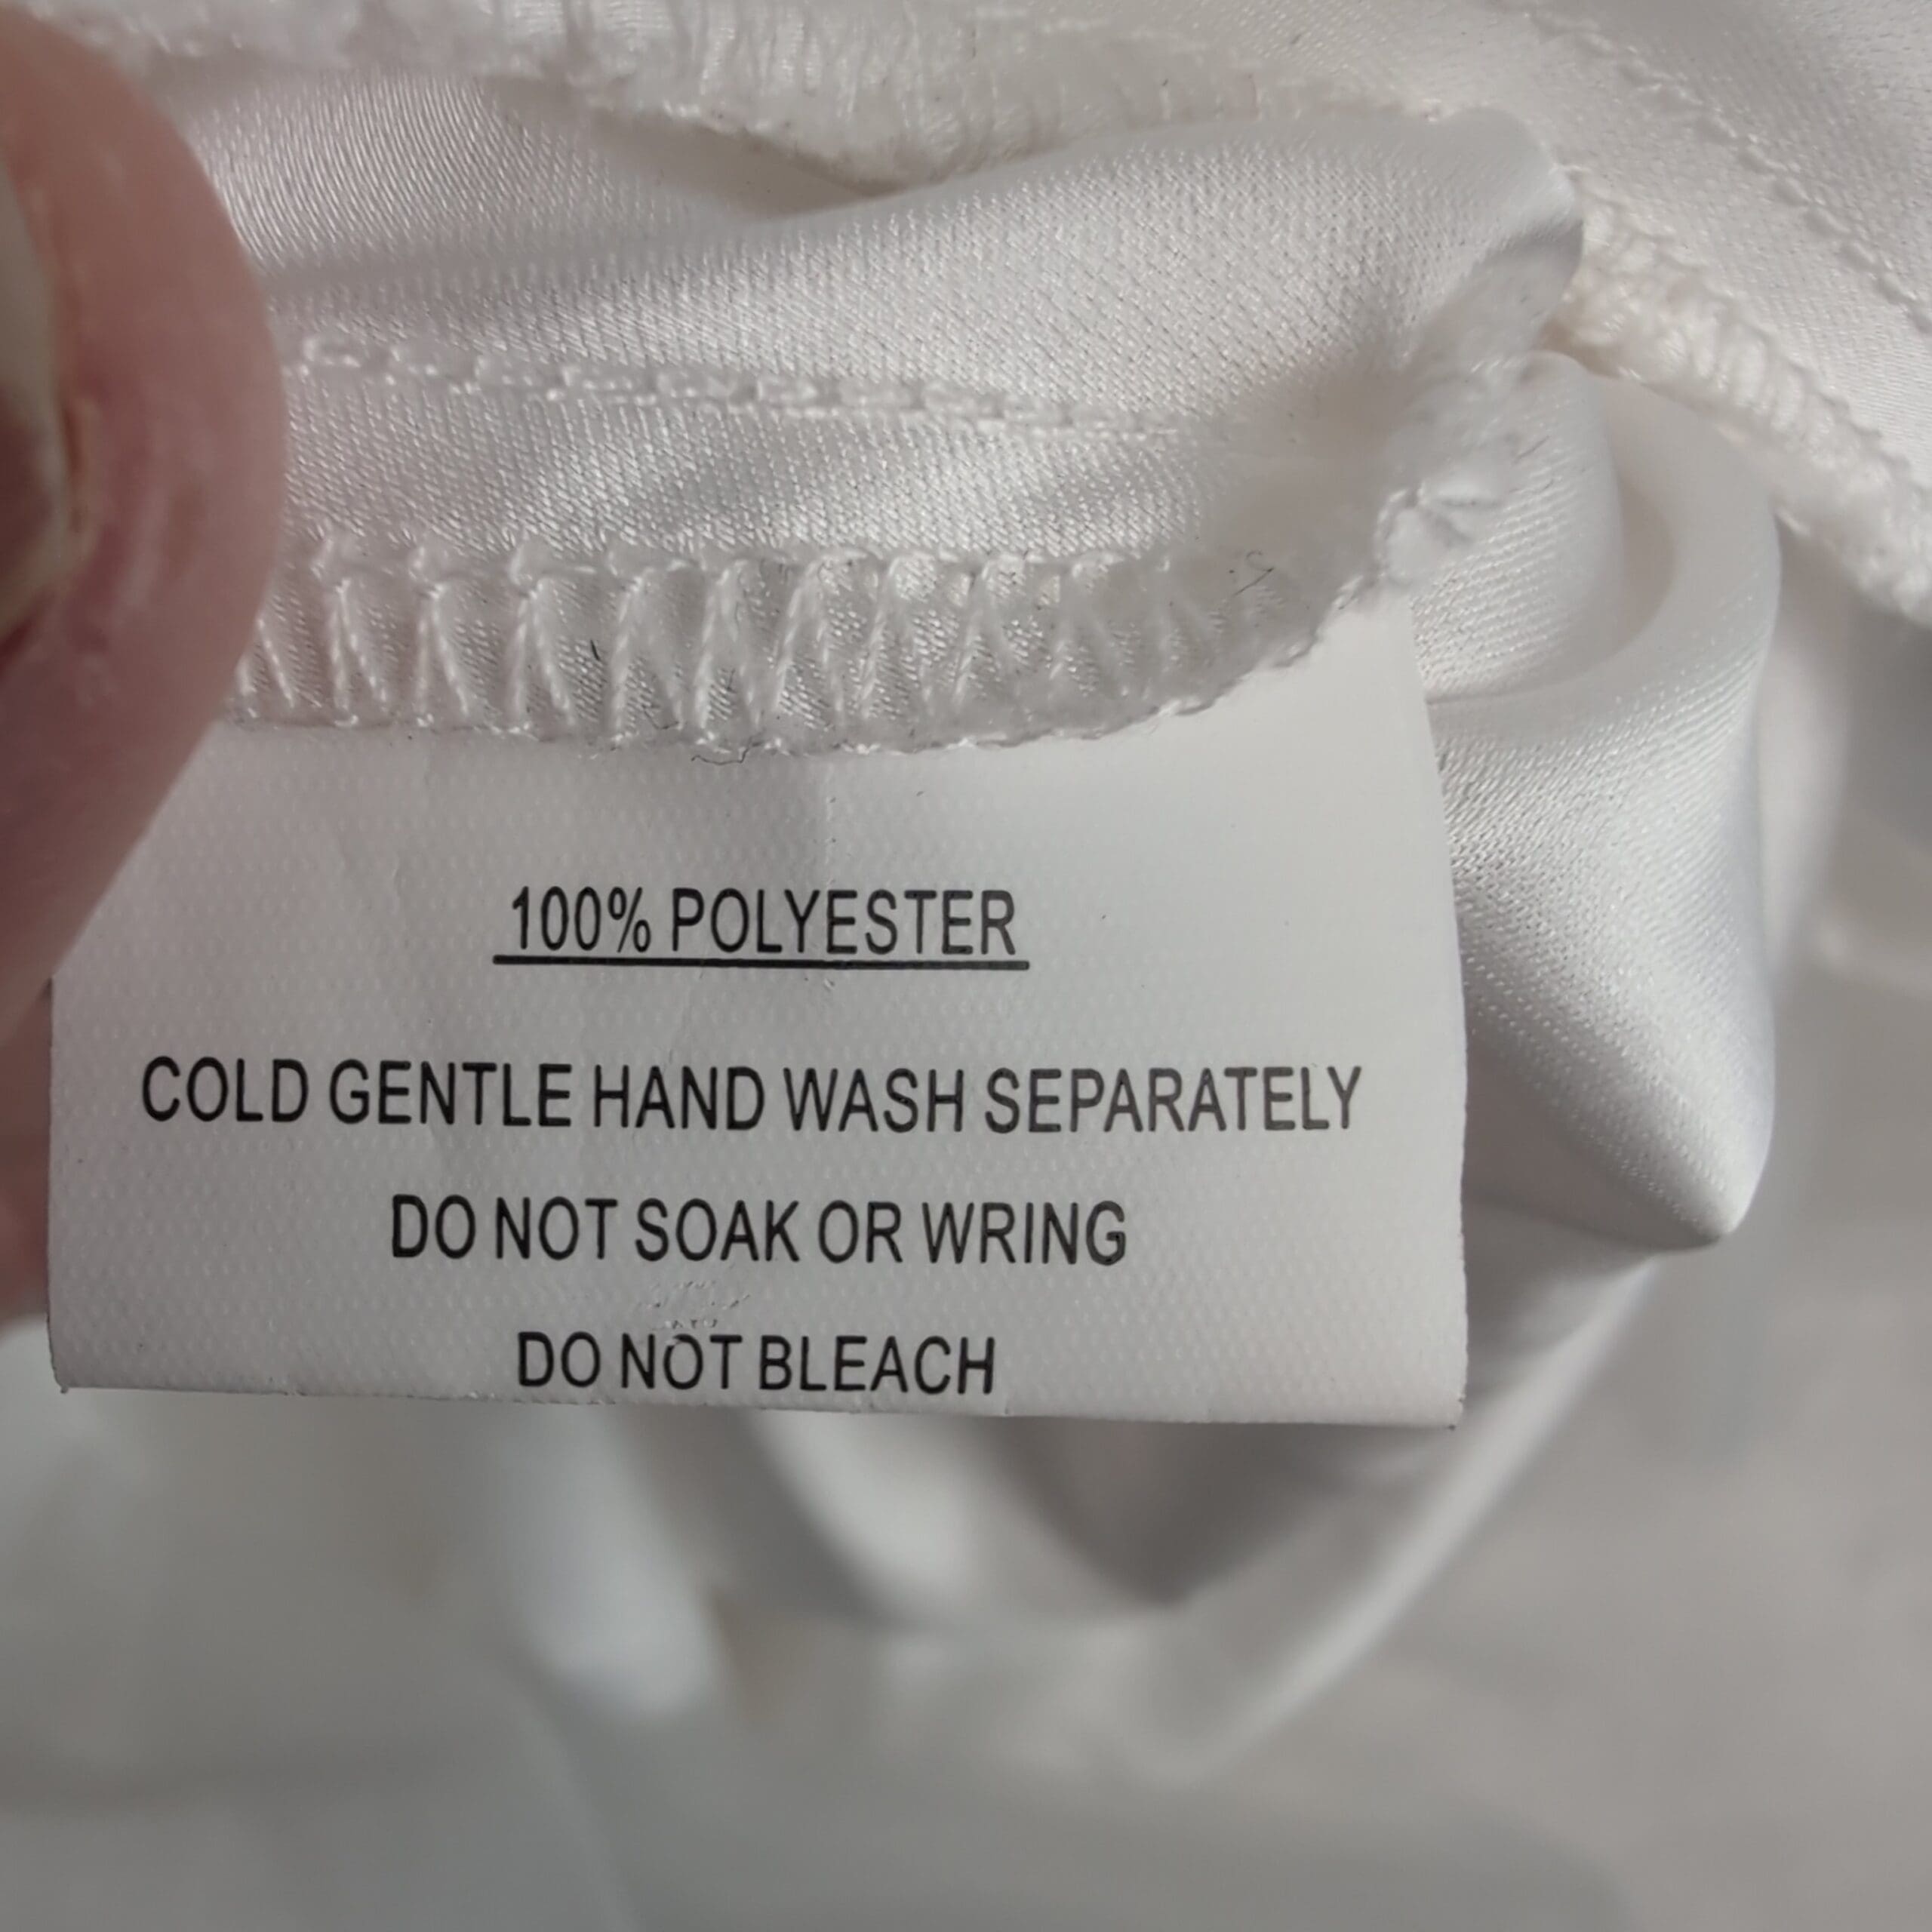 100% POLYESTER
COLD GENTLE HAND WASH SEPARATELY
DO NOT SOAK OR WRING
DO NOT BLEACH